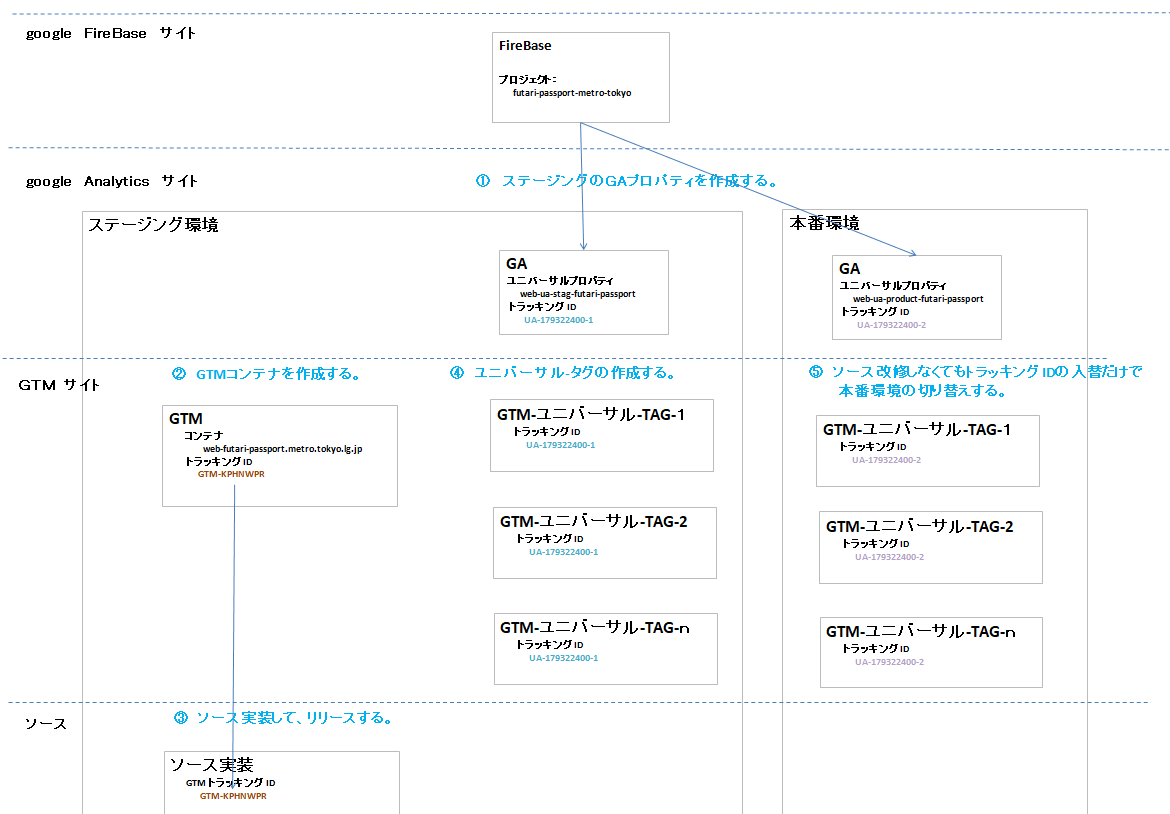 google FireBase サイト
FireBase
プロジェクト：
futari-passport-metro-tokyo
google Analytics サイト
① ステージングのGAプロパティを作成する。
ステージング環境
本番環境
GA
ユニバーサルプロパティ
web-ua-stag-futari-passport
トラッキング ID
UA-179322400-1
GA
ユニバーサルプロパティ
web-ua-product-futari-passport
トラッキング ID
UA-179322400-2
GTM サイト
② GTMコンテナを作成する。
④ ユニバーサル-タグの作成する。
⑤ ソース改修しなくてもトラッキング IDの入替だけで
本番環境の切り替えする。
GTM
コンテナ
web-futari-passport.metro.tokyo.lg.jp
トラッキング ID
GTM-KPHNWPR
GTM-ユニバーサル-TAG-1
トラッキング ID
UA-179322400-1
GTM-ユニバーサル-TAG-1
トラッキング ID
UA-179322400-2
GTM-ユニバーサル-TAG-2
トラッキング ID
UA-179322400-1
GTM-ユニバーサル-TAG-2
トラッキング ID
UA-179322400-2
GTM-ユニバーサル-TAG-n
トラッキング ID
UA-179322400-1
GTM-ユニバーサル-TAG-n
トラッキング ID
UA-179322400-2
ソース
③ ソース実装して、リリースする。
ソース実装
GTMトラッキング ID
GTM-KPHNWPR